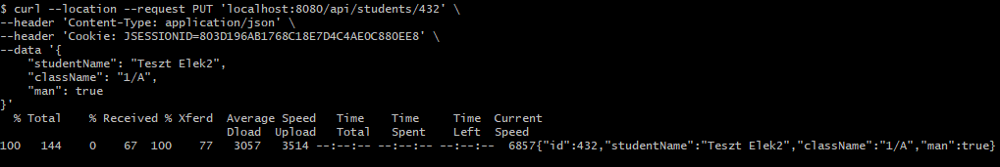 $ curl --location --request PUT 'localhost:8080/api/students/432' \
--header 'Content-Type: application/json' \
--header 'Cookie: JSESSIONID=803D196AB1768C18E7D4C4AE0C880EE8' \
--data '{
    "studentName": "Teszt Elek2",
    "className": "1/A",
    "man": true
}'
  % Total    % Received % Xferd  Average Speed   Time    Time     Time  Current
                                 Dload  Upload   Total   Spent    Left  Speed
100   144    0    67  100    77   3057   3514 --:--:-- --:--:-- --:--:--  6857{"id":432,"studentName":"Teszt Elek2","className":"1/A","man":true}